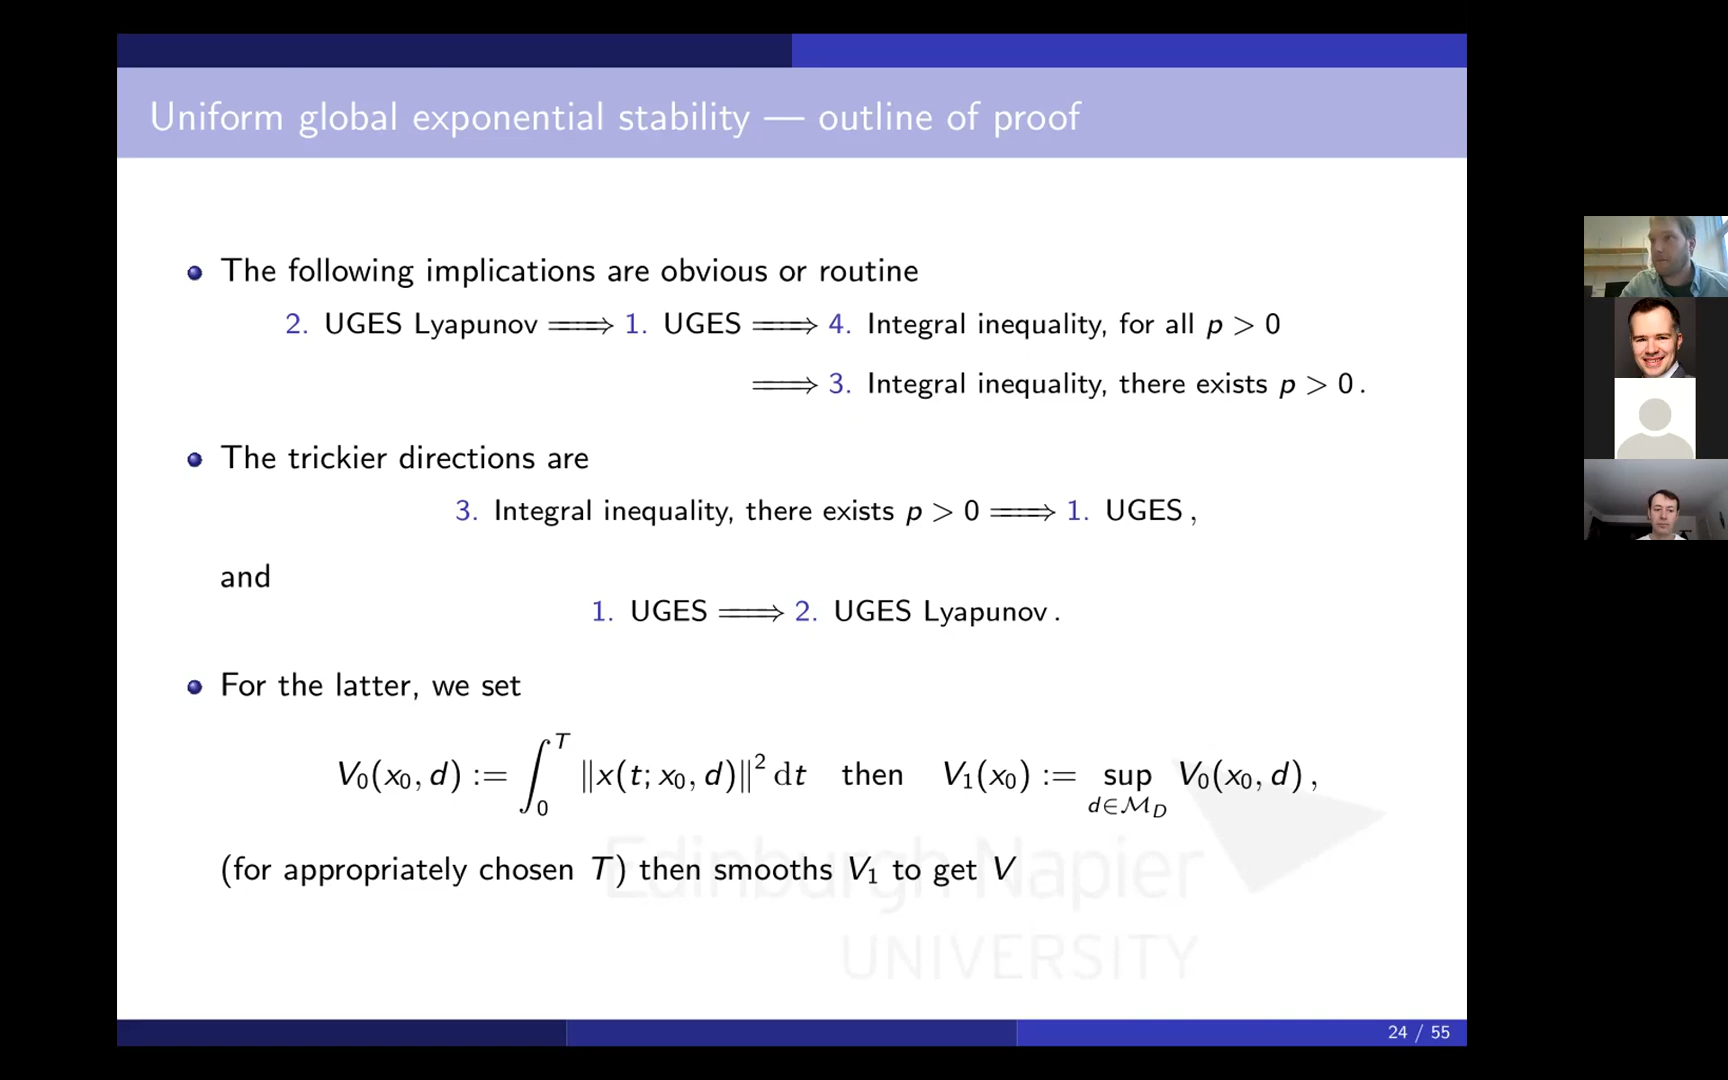 Uniform global exponential stability — outline of proof
The following implications are obvious or routine
2. UGES Lyapunov ⟹ 1. UGES ⟹ 4. Integral inequality, for all p > 0
⟹ 3. Integral inequality, there exists p > 0 .
The trickier directions are
3. Integral inequality, there exists p > 0 ⟹ 1. UGES ,
and
1. UGES ⟹ 2. UGES Lyapunov .
For the latter, we set
V₀(x₀, d) := ∫₀ᵀ ‖x(t; x₀, d)‖² dt then V₁(x₀) := sup_{d∈ℳ_D} V₀(x₀, d) ,
(for appropriately chosen T) then smooths V₁ to get V
Edinburgh Napier
UNIVERSITY
24 / 55